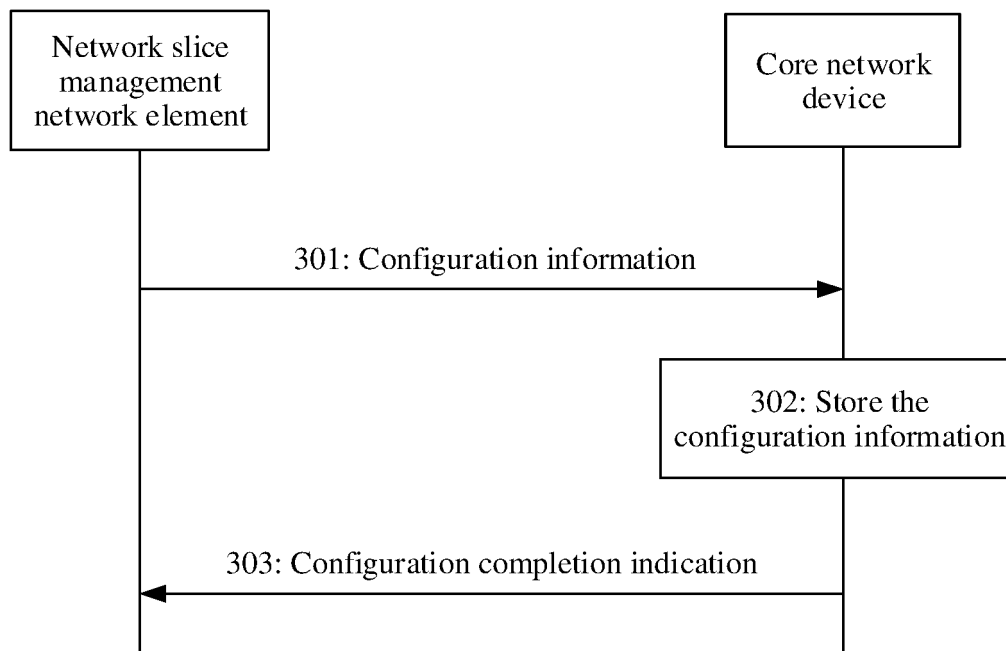 Network slice
management
network element
Core network
device
301: Configuration information
302: Store the
configuration information
303: Configuration completion indication